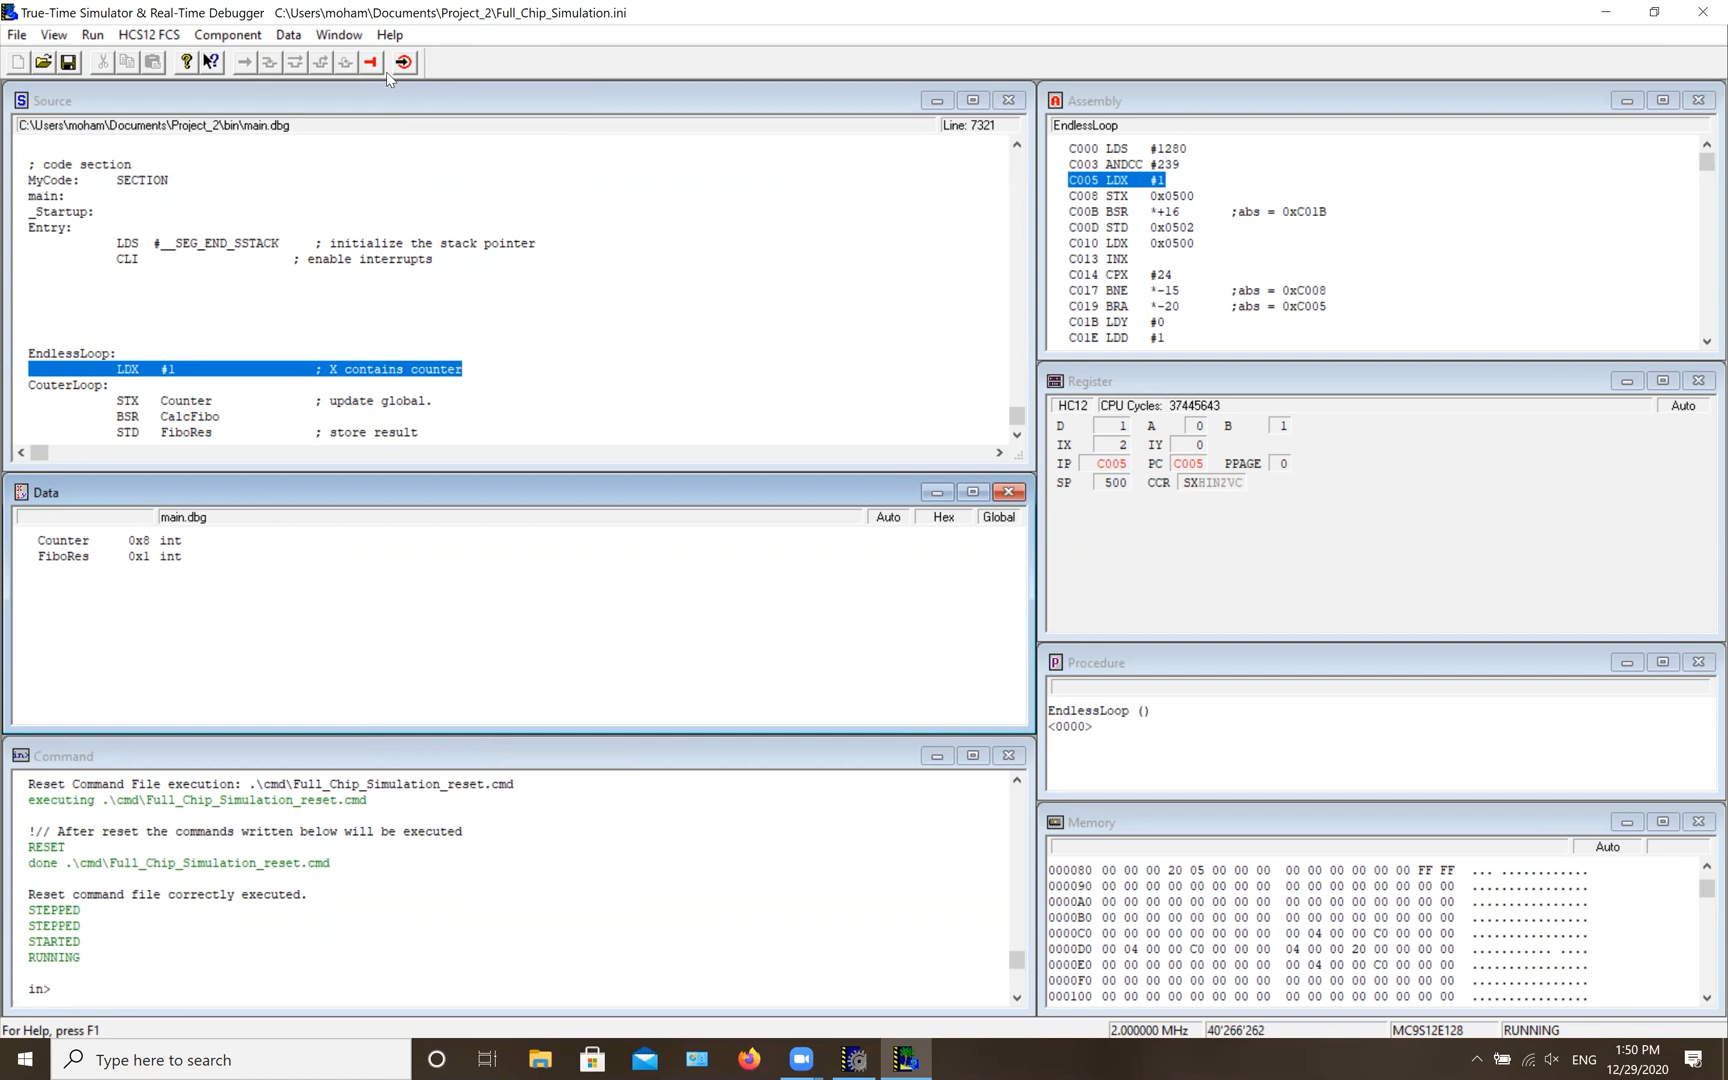 True-Time Simulator & Real-Time Debugger C:\Users\moham\Documents\Project_2\Full_Chip_Simulation.ini
File View Run HCS12 FCS Component Data Window Help
Source
C:\Users\moham\Documents\Project_2\bin\main.dbg Line: 7321
; code section
MyCode: SECTION
main:
_Startup:
Entry:
LDS #__SEG_END_SSTACK ; initialize the stack pointer
CLI ; enable interrupts
EndlessLoop:
LDX #1 ; X contains counter
CouterLoop:
STX Counter ; update global.
BSR CalcFibo
STD FiboRes ; store result
Data
main.dbg Auto Hex Global
Counter 0x8 int
FiboRes 0x1 int
Command
Reset Command File execution: .\cmd\Full_Chip_Simulation_reset.cmd
executing .\cmd\Full_Chip_Simulation_reset.cmd
!// After reset the commands written below will be executed
RESET
done .\cmd\Full_Chip_Simulation_reset.cmd
Reset command file correctly executed.
STEPPED
STEPPED
STARTED
RUNNING
in>
Assembly
EndlessLoop
C000 LDS #1280
C003 ANDCC #239
C005 LDX #1
C008 STX 0x0500
C00B BSR *+16 ;abs = 0xC01B
C00D STD 0x0502
C010 LDX 0x0500
C013 INX
C014 CPX #24
C017 BNE *-15 ;abs = 0xC008
C019 BRA *-20 ;abs = 0xC005
C01B LDY #0
C01E LDD #1
Register
HC12 CPU Cycles: 37445643 Auto
D 1 A 0 B 1
IX 2 IY 0
IP C005 PC C005 PPAGE 0
SP 500 CCR SXHINZVC
Procedure
EndlessLoop ()
<0000>
Memory
Auto
000080 00 00 00 20 05 00 00 00 00 00 00 00 00 00 FF FF ... ............
000090 00 00 00 00 00 00 00 00 00 00 00 00 00 00 00 00 ................
0000A0 00 00 00 00 00 00 00 00 00 00 00 00 00 00 00 00 ................
0000B0 00 00 00 00 00 00 00 00 00 00 00 00 00 00 00 00 ................
0000C0 00 00 00 00 00 00 00 00 00 04 00 00 C0 00 00 00 ................
0000D0 00 04 00 00 C0 00 00 00 04 00 00 20 00 00 00 00 ........... ....
0000E0 00 00 00 00 00 00 00 00 00 04 00 00 C0 00 00 00 ................
0000F0 00 00 00 00 00 00 00 00 00 00 00 00 00 00 00 00 ................
000100 00 00 00 00 00 00 00 00 00 00 00 00 00 00 00 00 ................
For Help, press F1 2.000000 MHz 40'266'262 MC9S12E128 RUNNING
Type here to search
ENG
1:50 PM
12/29/2020